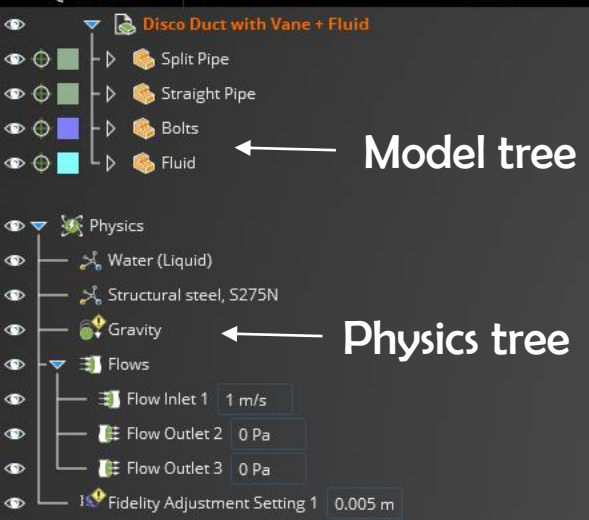 Disco Duct with Vane + Fluid
Split Pipe
Straight Pipe
Bolts
Fluid
Model tree
Physics
Water (Liquid)
Structural steel, S275N
Gravity
Physics tree
Flows
Flow Inlet 1 1 m/s
Flow Outlet 2 0 Pa
Flow Outlet 3 0 Pa
Fidelity Adjustment Setting 1 0.005 m